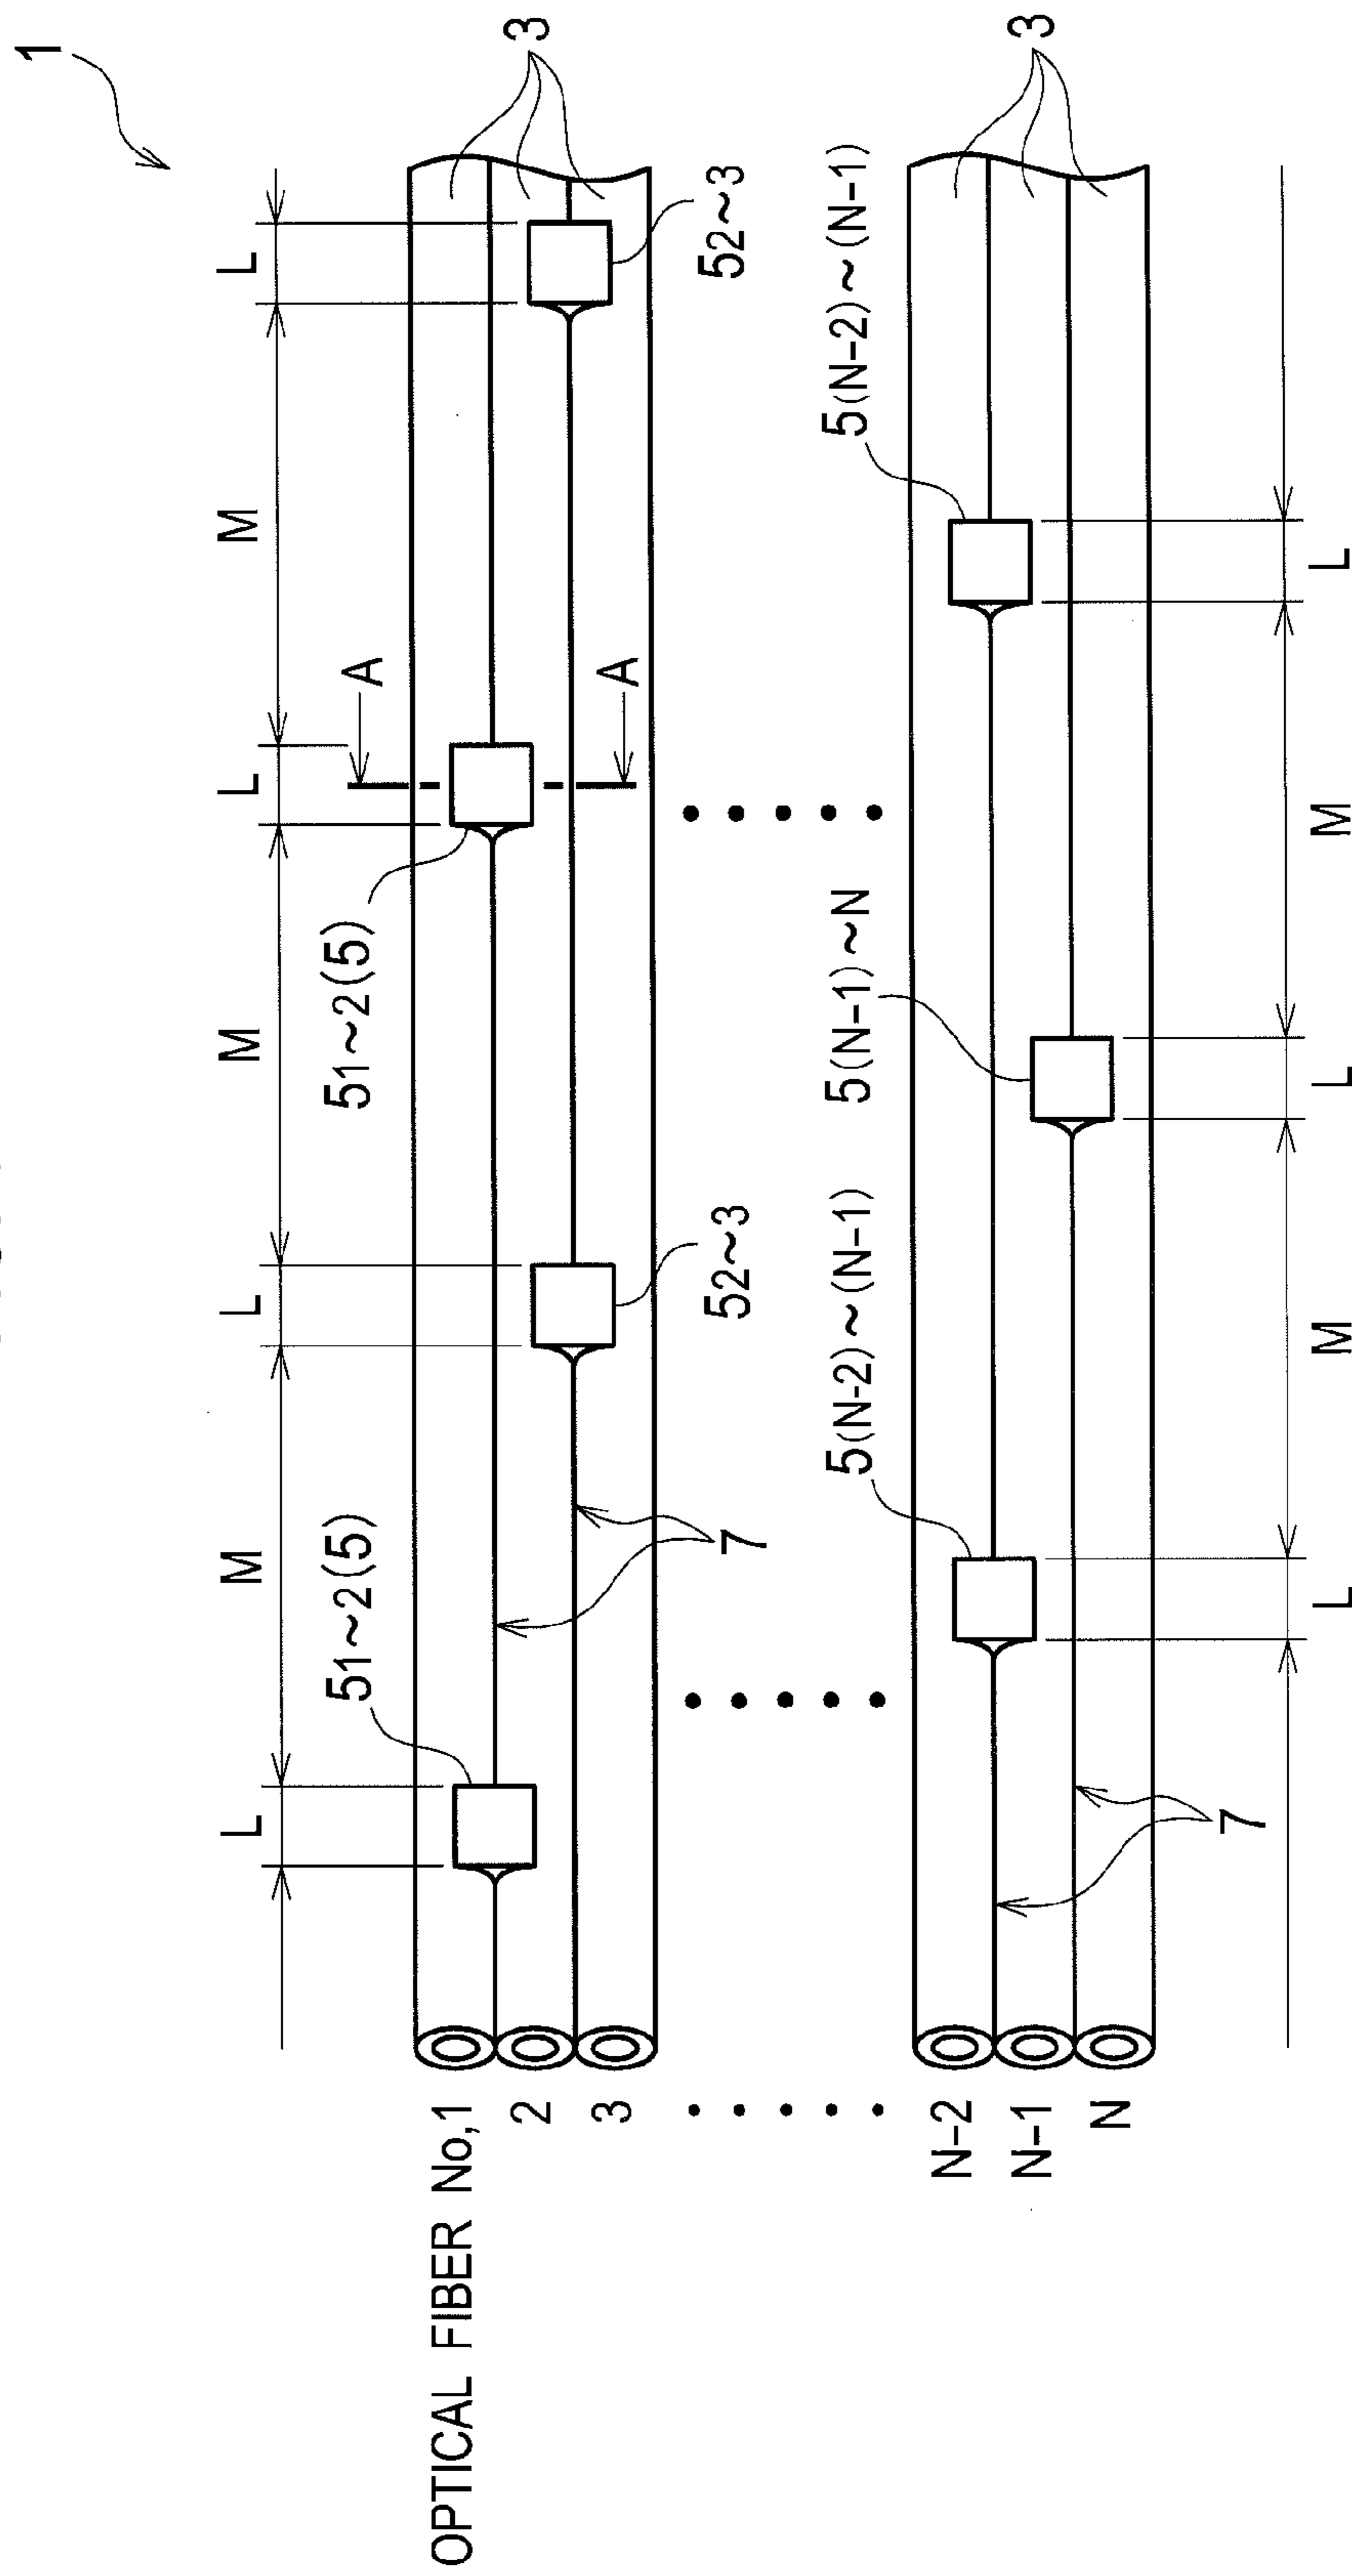 1
L M L M L M L
51~2(5) 51~2(5) A
OPTICAL FIBER No,1
2 3
3 A
52~3 52~3
7
5(N-2)~(N-1) 5(N-1)~N 5(N-2)~(N-1)
N-2
N-1 3
N
7
L M L M L